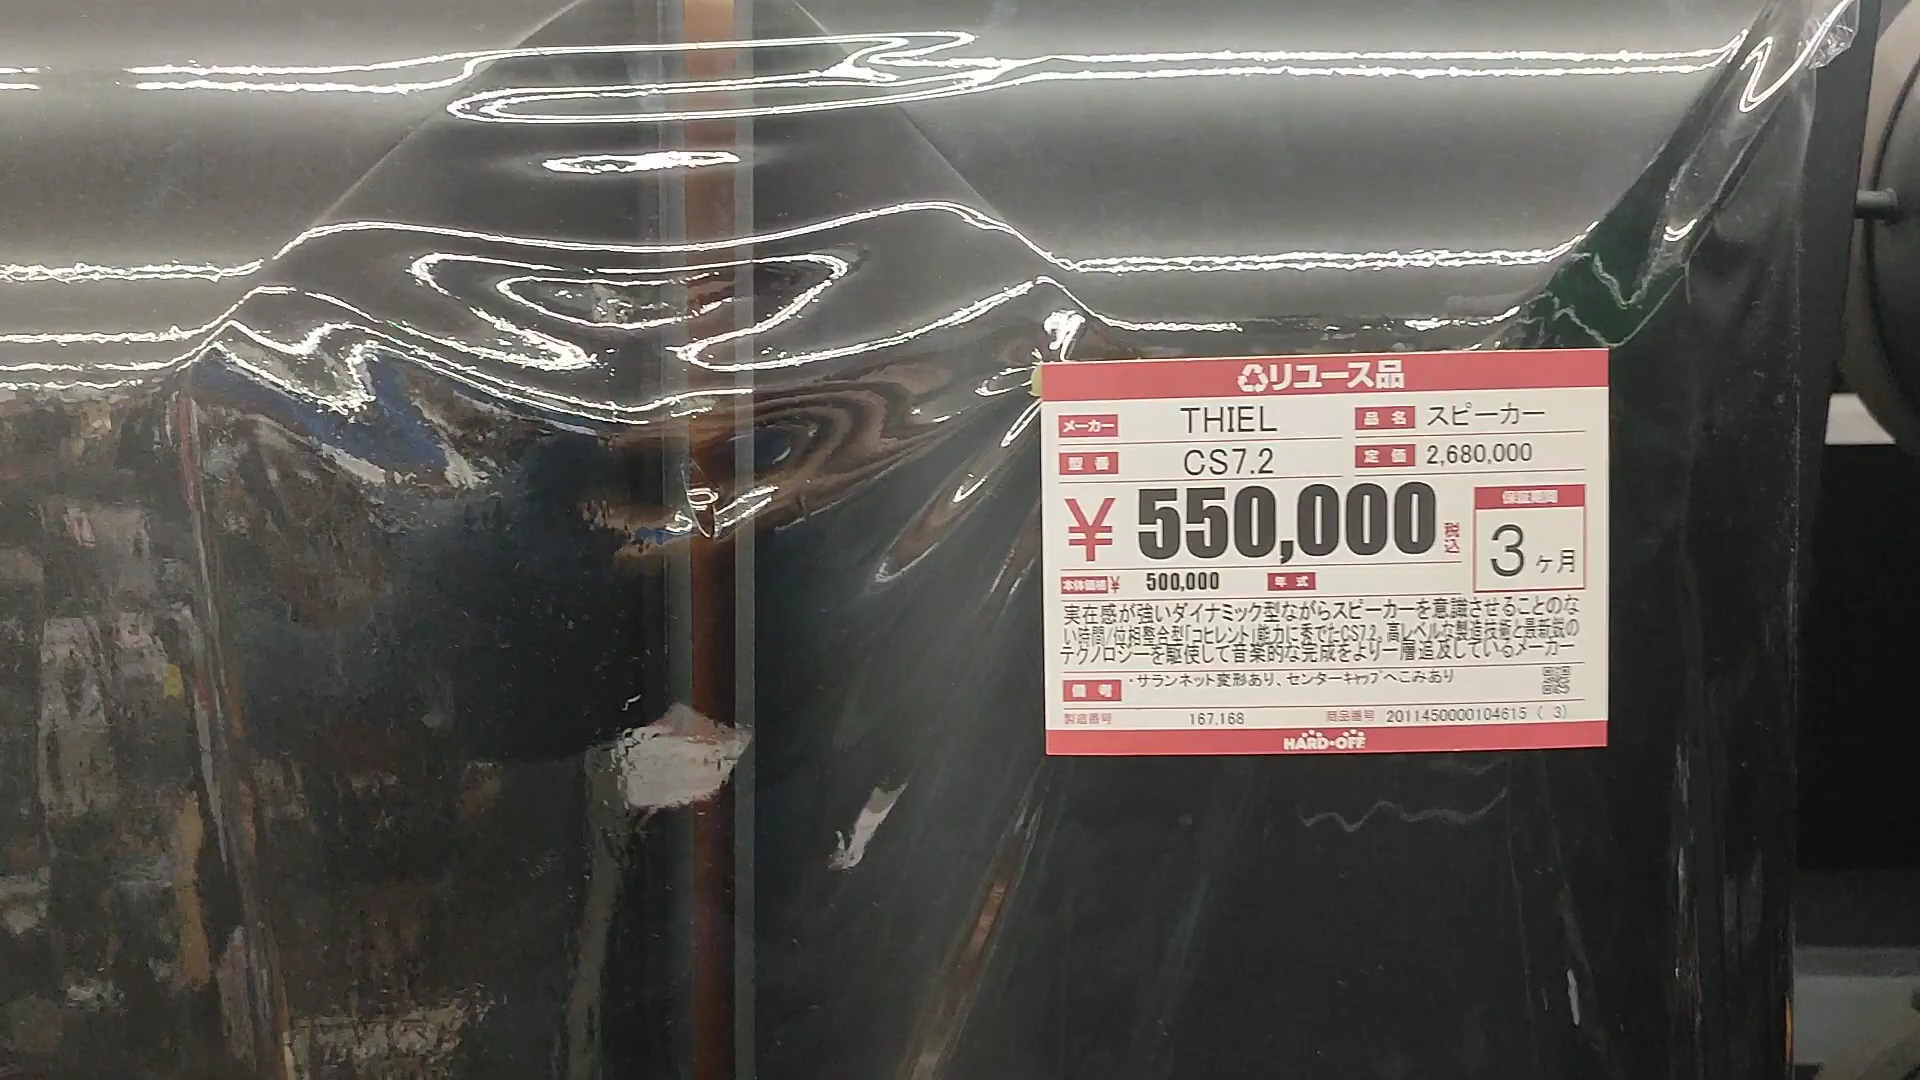 リユース品
メーカー THIEL 品名 スピーカー
型番 CS7.2 定価 2,680,000
¥550,000 税込 保証期間 3ヶ月
本体価格¥ 500,000 年式
実在感が強いダイナミック型ながらスピーカーを意識させることのな
い時間/位相整合型「コヒレント」能力に秀でたCS7.2。高レベルな製造技術と最新鋭の
テクノロジーを駆使して音楽的な完成をより一層追及しているメーカー
備考 ・サランネット変形あり、センターキャップへこみあり
製造番号 167.168 商品番号 2011450000104615 ( 3)
HARD・OFF